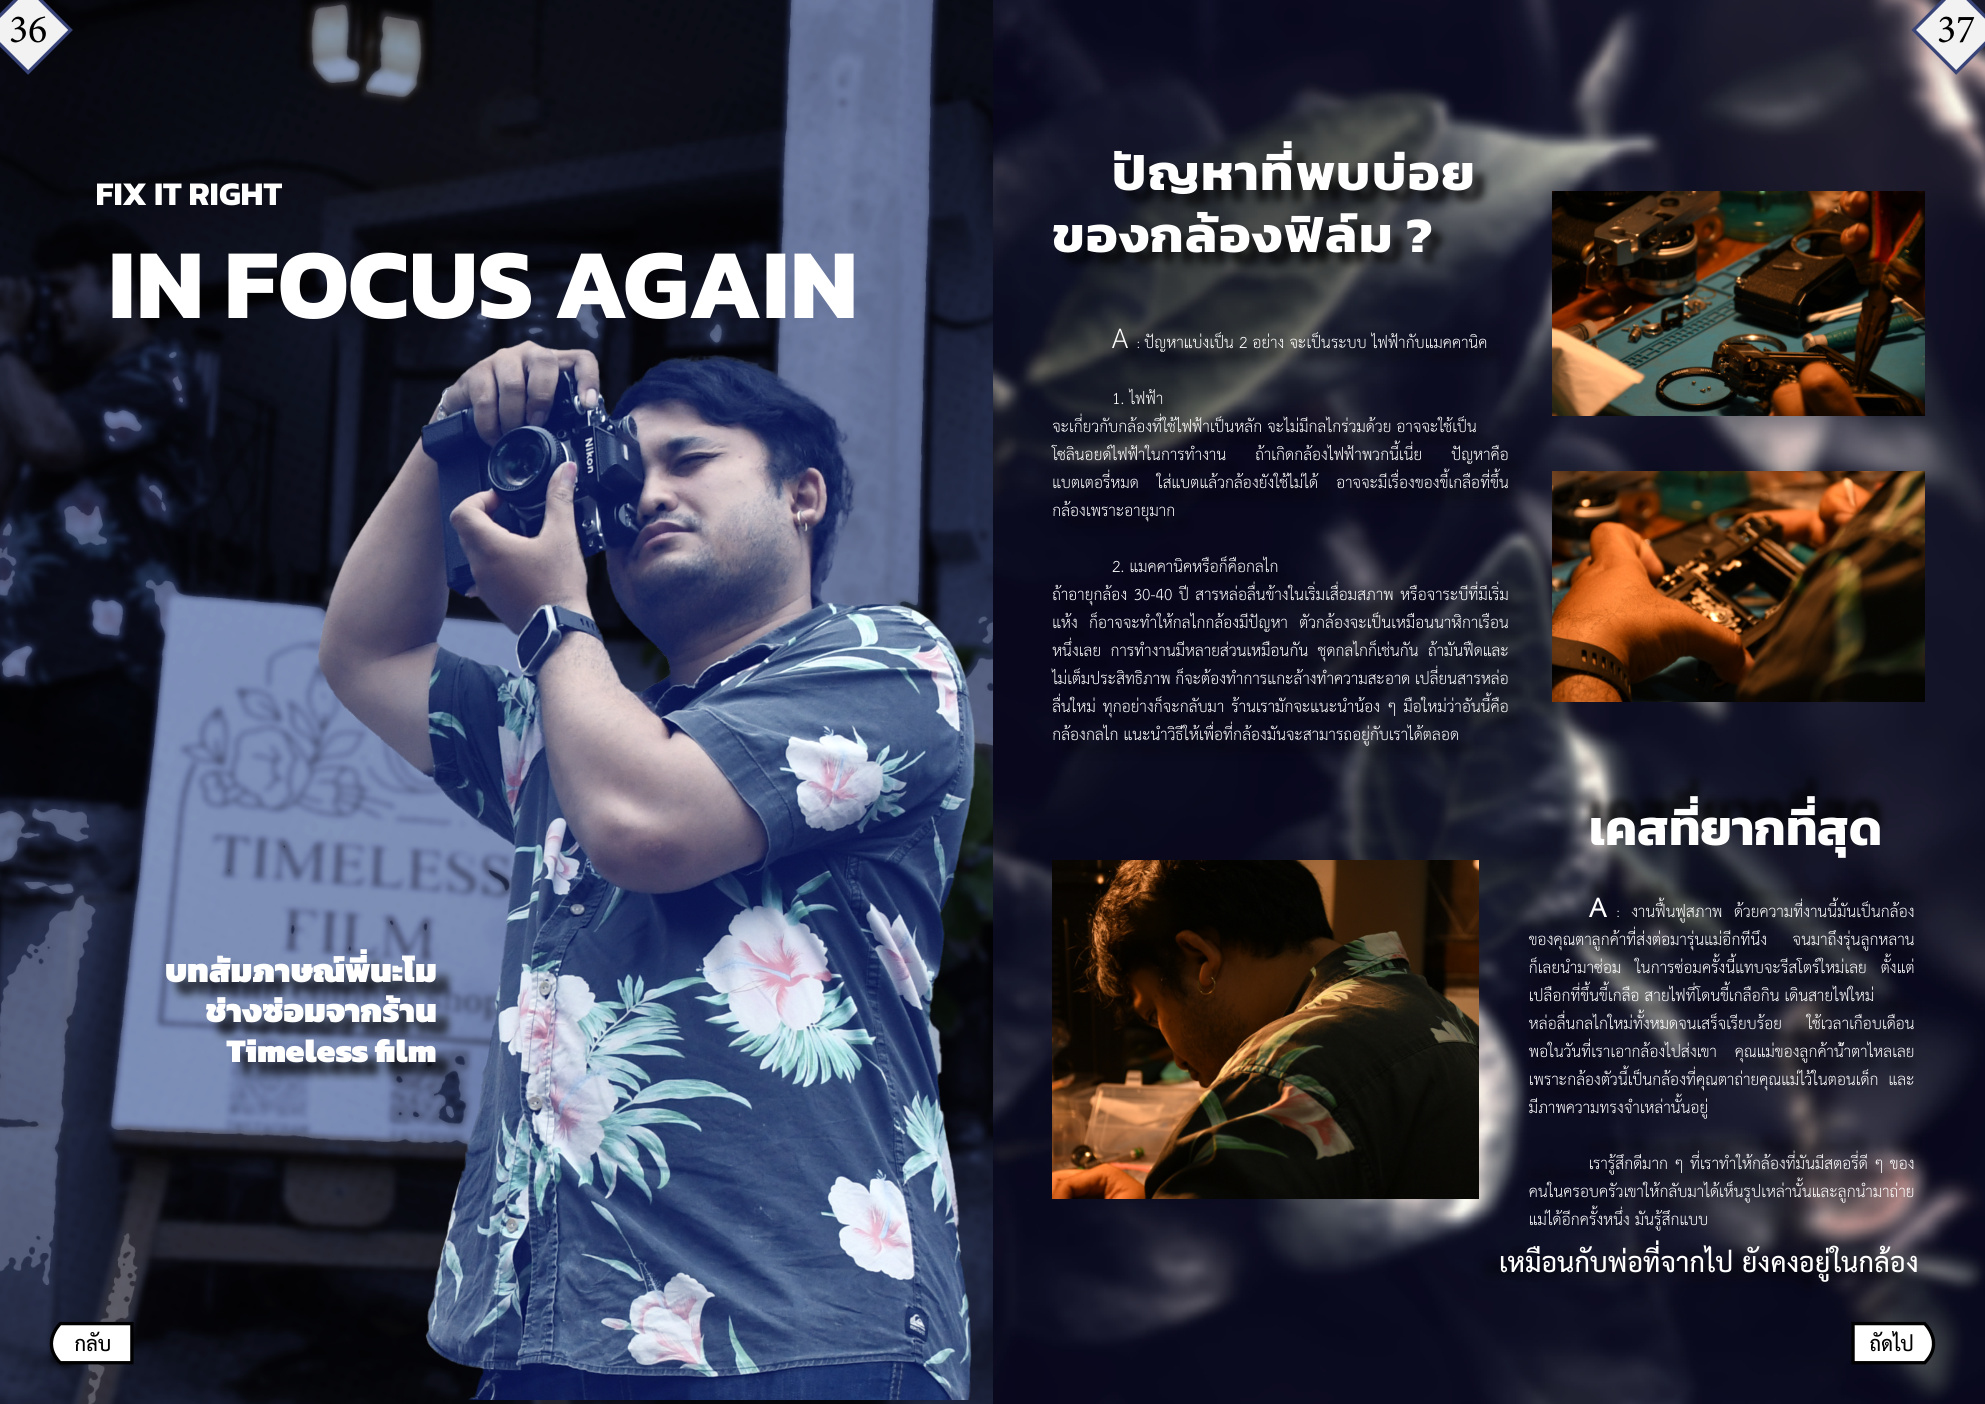 36
FIX IT RIGHT
IN FOCUS AGAIN
Nikon
TIMELESS
FILM
บทสัมภาษณ์พี่นะโม
ช่างซ่อมจากร้าน
Timeless film
กลับ
37
ปัญหาที่พบบ่อย
ของกล้องฟิล์ม ?
A : ปัญหาแบ่งเป็น 2 อย่าง จะเป็นระบบ ไฟฟ้ากับแมคคานิค
1. ไฟฟ้า
จะเกี่ยวกับกล้องที่ใช้ไฟฟ้าเป็นหลัก จะไม่มีกลไกร่วมด้วย อาจจะใช้เป็น
โซลินอยด์ไฟฟ้าในการทำงาน ถ้าเกิดกล้องไฟฟ้าพวกนี้เนี่ย ปัญหาคือ
แบตเตอรี่หมด ใส่แบตแล้วกล้องยังใช้ไม่ได้ อาจจะมีเรื่องของขี้เกลือที่ขึ้น
กล้องเพราะอายุมาก
2. แมคคานิคหรือก็คือกลไก
ถ้าอายุกล้อง 30-40 ปี สารหล่อลื่นข้างในเริ่มเสื่อมสภาพ หรือจาระบีที่มีเริ่ม
แห้ง ก็อาจจะทำให้กลไกกล้องมีปัญหา ตัวกล้องจะเป็นเหมือนนาฬิกาเรือน
หนึ่งเลย การทำงานมีหลายส่วนเหมือนกัน ชุดกลไกก็เช่นกัน ถ้ามันฟืดและ
ไม่เต็มประสิทธิภาพ ก็จะต้องทำการแกะล้างทำความสะอาด เปลี่ยนสารหล่อ
ลื่นใหม่ ทุกอย่างก็จะกลับมา ร้านเรามักจะแนะนำน้อง ๆ มือใหม่ว่าอันนี้คือ
กล้องกลไก แนะนำวิธีให้เพื่อที่กล้องมันจะสามารถอยู่กับเราได้ตลอด
เคสที่ยากที่สุด
A : งานฟื้นฟูสภาพ ด้วยความที่งานนี้มันเป็นกล้อง
ของคุณตาลูกค้าที่ส่งต่อมารุ่นแม่อีกทีนึง จนมาถึงรุ่นลูกหลาน
ก็เลยนำมาซ่อม ในการซ่อมครั้งนี้แทบจะรีสโตร์ใหม่เลย ตั้งแต่
เปลือกที่ขึ้นขี้เกลือ สายไฟที่โดนขี้เกลือกิน เดินสายไฟใหม่
หล่อลื่นกลไกใหม่ทั้งหมดจนเสร็จเรียบร้อย ใช้เวลาเกือบเดือน
พอในวันที่เราเอากล้องไปส่งเขา คุณแม่ของลูกค้าน้ำตาไหลเลย
เพราะกล้องตัวนี้เป็นกล้องที่คุณตาถ่ายคุณแม่ไว้ในตอนเด็ก และ
มีภาพความทรงจำเหล่านั้นอยู่
เรารู้สึกดีมาก ๆ ที่เราทำให้กล้องที่มันมีสตอรี่ดี ๆ ของ
คนในครอบครัวเขาให้กลับมาได้เห็นรูปเหล่านั้นและลูกนำมาถ่าย
แม่ได้อีกครั้งหนึ่ง มันรู้สึกแบบ
เหมือนกับพ่อที่จากไป ยังคงอยู่ในกล้อง
ถัดไป